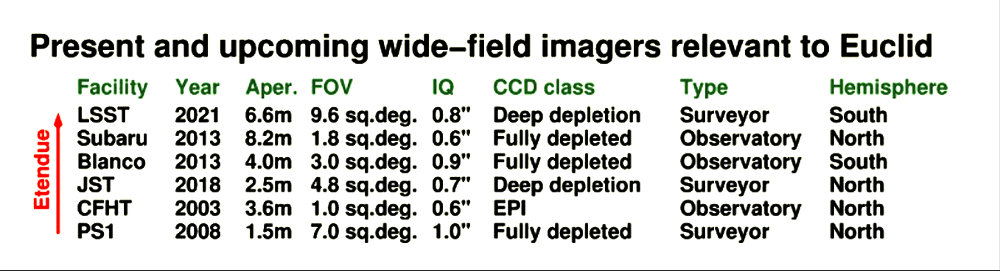 Present and upcoming wide–field imagers relevant to Euclid
Facility Year Aper. FOV IQ CCD class Type Hemisphere
LSST 2021 6.6m 9.6 sq.deg. 0.8" Deep depletion Surveyor South
Subaru 2013 8.2m 1.8 sq.deg. 0.6" Fully depleted Observatory North
Blanco 2013 4.0m 3.0 sq.deg. 0.9" Fully depleted Observatory South
JST 2018 2.5m 4.8 sq.deg. 0.7" Deep depletion Surveyor North
CFHT 2003 3.6m 1.0 sq.deg. 0.6" EPI Observatory North
PS1 2008 1.5m 7.0 sq.deg. 1.0" Fully depleted Surveyor North
Etendue